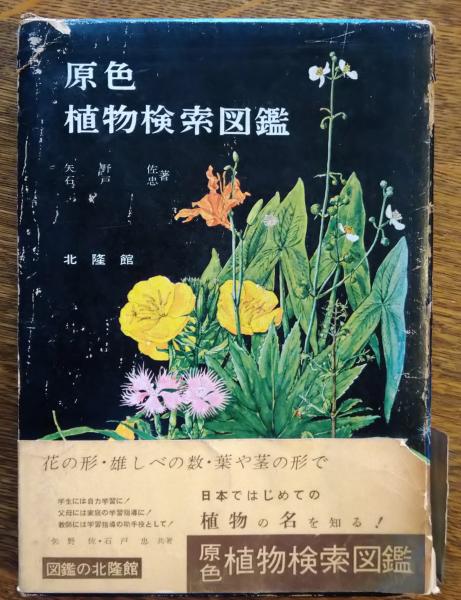 原色
植物検索図鑑
矢野 佐
石戸 忠 著
北隆館
花の形・雄しべの数・葉や茎の形で
学生には自力学習に!
父母には家庭の学習指導に!
教師には学習指導の助手役として!
矢野 佐・石戸 忠 共著
図鑑の北隆館
日本ではじめての
植物の名を知る!
原色植物検索図鑑